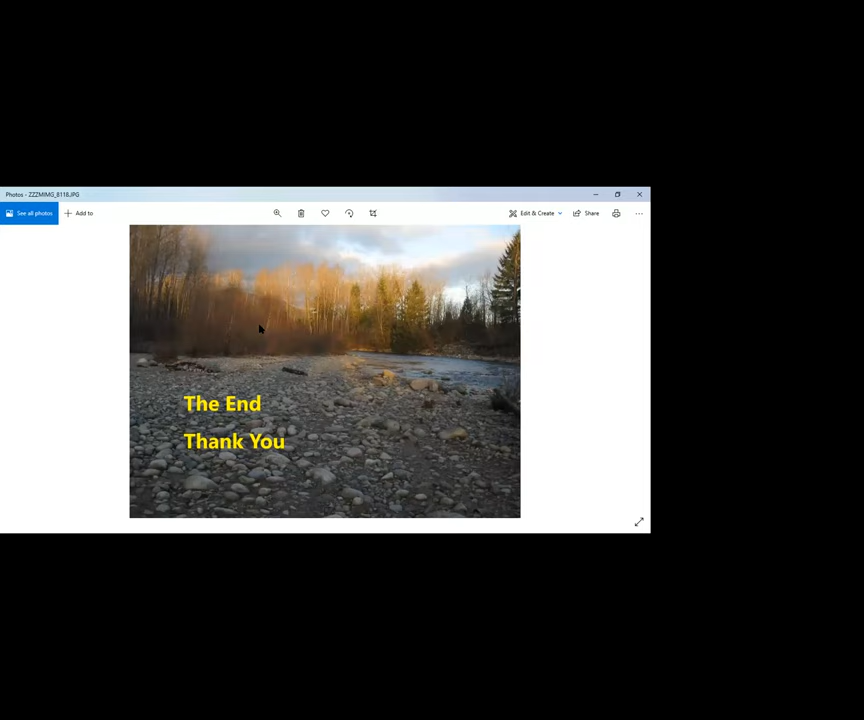 Photos - ZZZMIMG_8118.JPG
See all photos
Add to
Edit & Create
Share
The End
Thank You